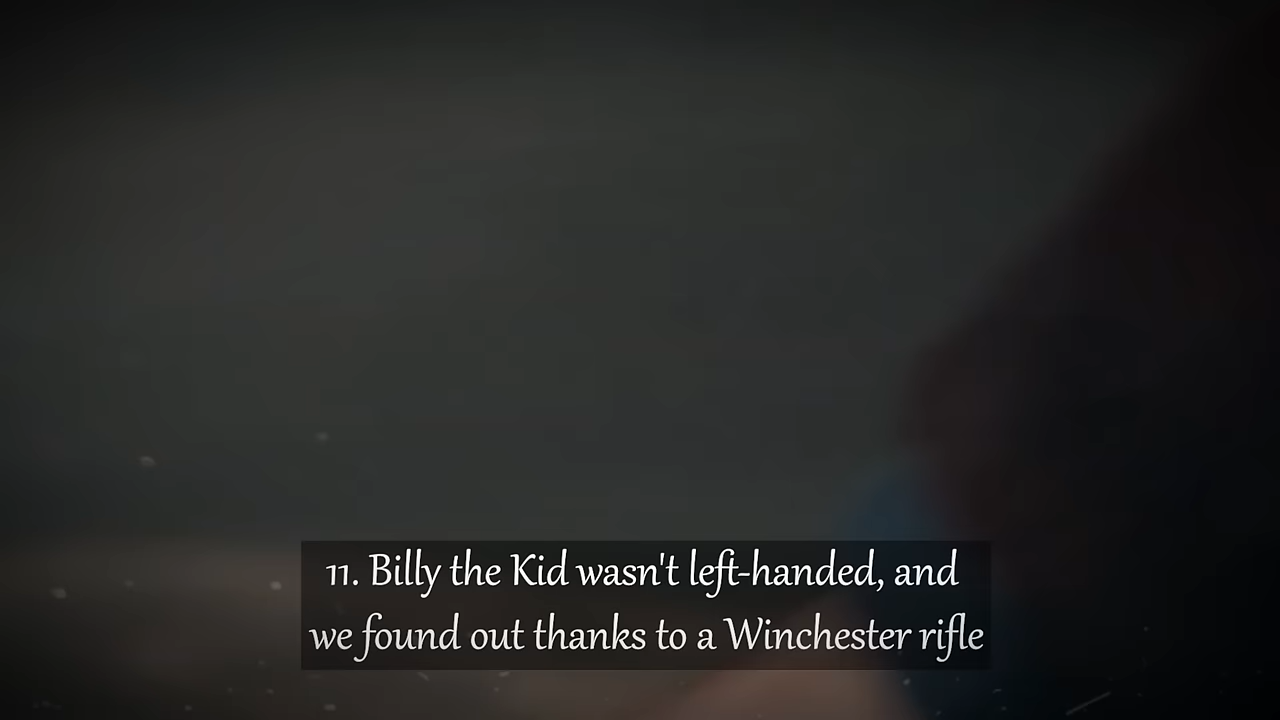 11. Billy the Kid wasn't left-handed, and
we found out thanks to a Winchester rifle